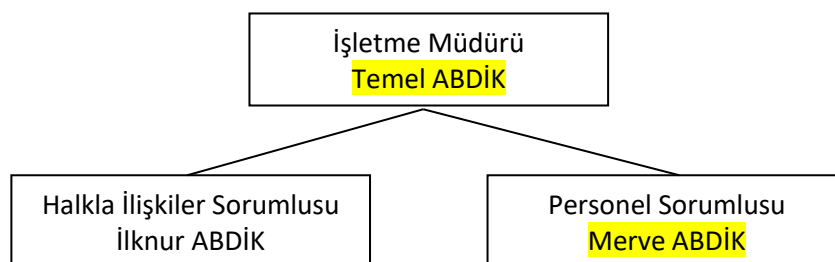 İşletme Müdürü
Temel ABDİK
Halkla İlişkiler Sorumlusu
İlknur ABDİK
Personel Sorumlusu
Merve ABDİK